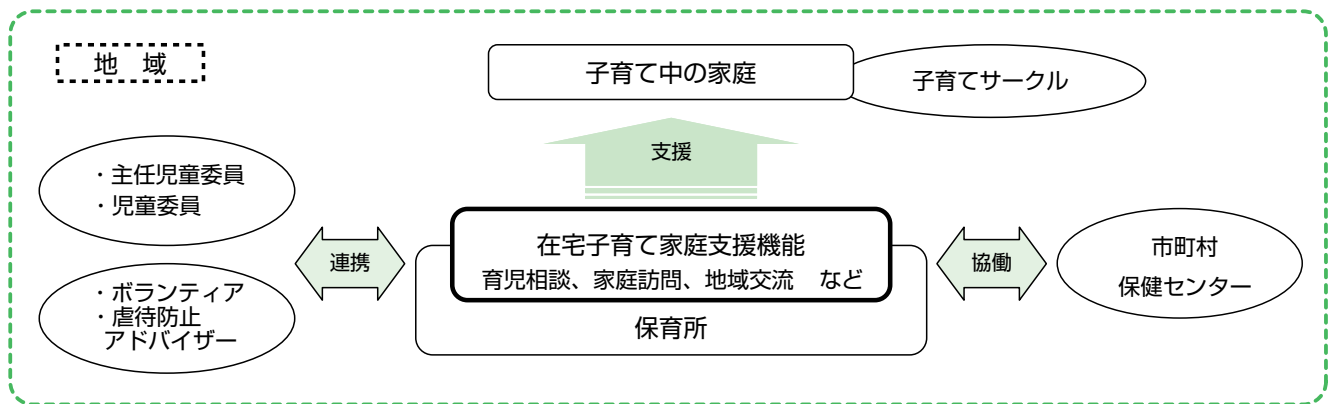 地　域
子育て中の家庭
子育てサークル
支援
・主任児童委員
・児童委員
・ボランティア
・虐待防止
アドバイザー
連携
在宅子育て家庭支援機能
育児相談、家庭訪問、地域交流　など
保育所
協働
市町村
保健センター